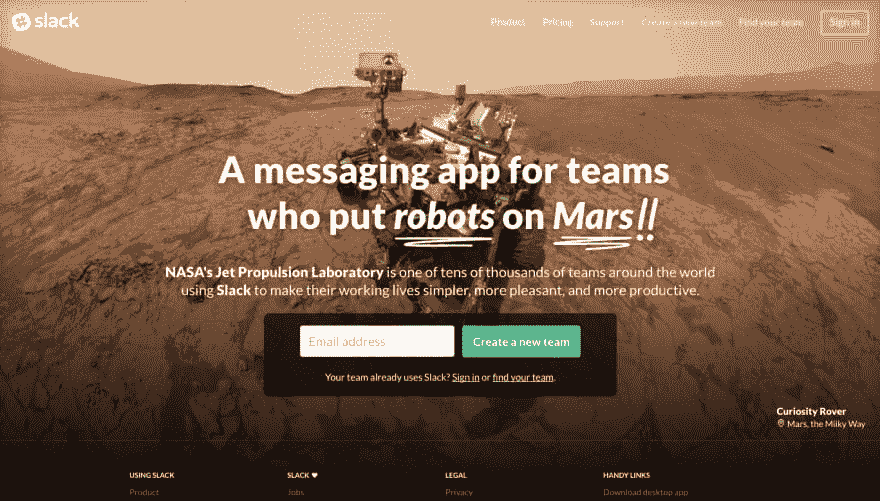 slack
Product Pricing Support Create a new team Find your team Sign in
A messaging app for teams
who put robots on Mars!!
NASA's Jet Propulsion Laboratory is one of tens of thousands of teams around the world
using Slack to make their working lives simpler, more pleasant, and more productive.
Email address Create a new team
Your team already uses Slack? Sign in or find your team.
Curiosity Rover
Mars, the Milky Way
USING SLACK SLACK ♥ LEGAL HANDY LINKS
Product Jobs Privacy Download desktop app